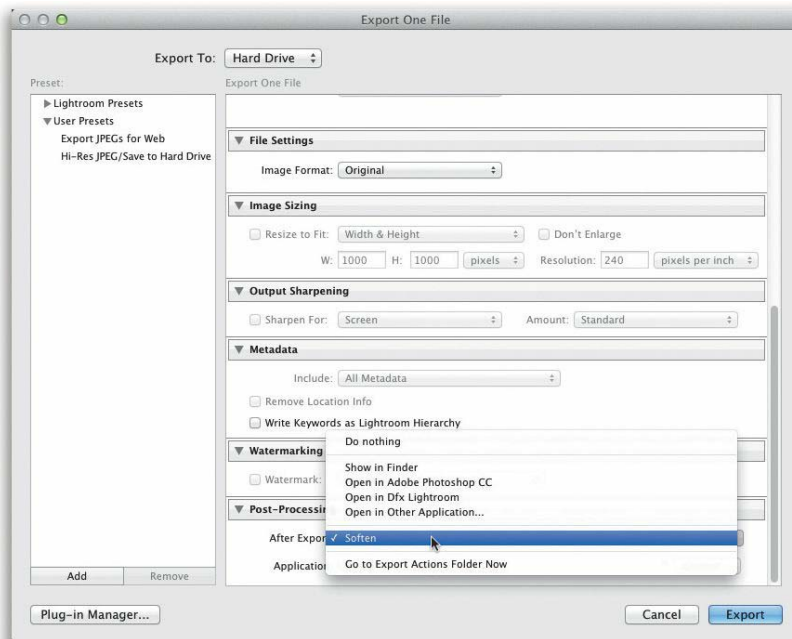 Export One File
Export To: Hard Drive
Preset:
Export One File
Lightroom Presets
User Presets
Export JPEGs for Web
Hi-Res JPEG/Save to Hard Drive
File Settings
Image Format: Original
Image Sizing
Resize to Fit: Width & Height Don't Enlarge
W: 1000 H: 1000 pixels Resolution: 240 pixels per inch
Output Sharpening
Sharpen For: Screen Amount: Standard
Metadata
Include: All Metadata
Remove Location Info
Write Keywords as Lightroom Hierarchy
Watermarking
Watermark:
Post-Processin
After Expor
Application
Do nothing
Show in Finder
Open in Adobe Photoshop CC
Open in Dfx Lightroom
Open in Other Application...
✓ Soften
Go to Export Actions Folder Now
Add Remove
Plug-in Manager... Cancel Export